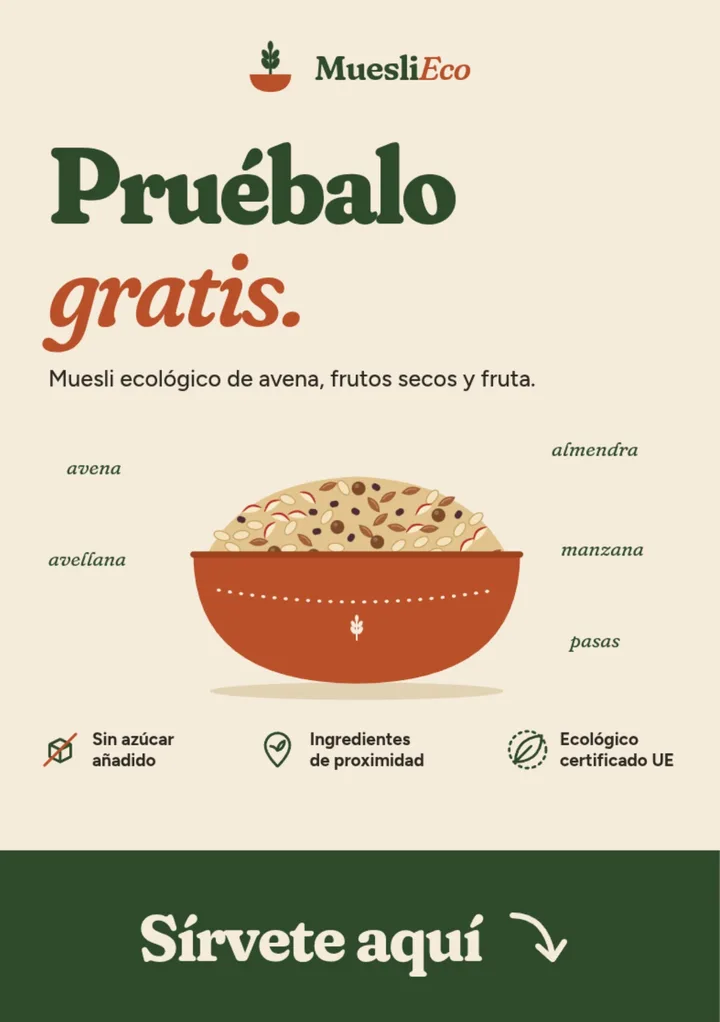 MuesliEco
Pruébalo
gratis.
Muesli ecológico de avena, frutos secos y fruta.
almendra
avena
manzana
avellana
pasas
Sin azúcar
añadido
Ingredientes
de proximidad
Ecológico
certificado UE
Sírvete aquí